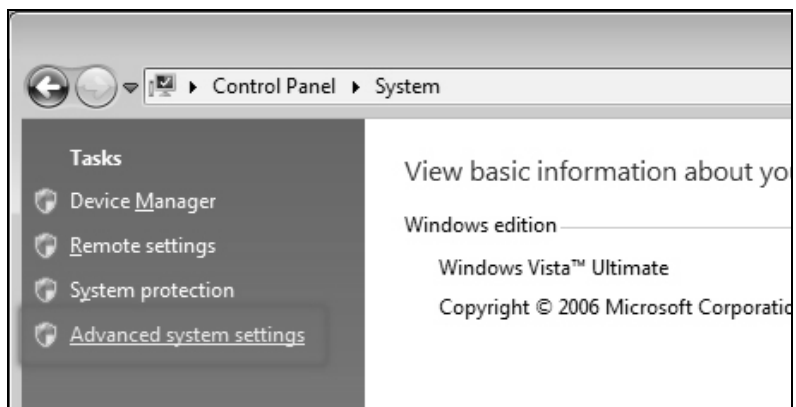 Control Panel ▸ System
Tasks
Device Manager
Remote settings
System protection
Advanced system settings
View basic information about yo
Windows edition
Windows Vista™ Ultimate
Copyright © 2006 Microsoft Corporatio